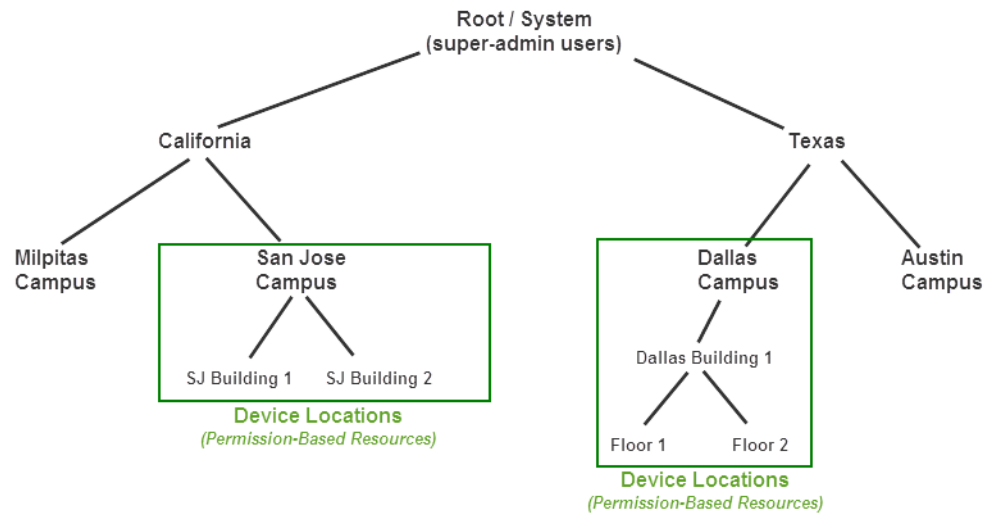 Root / System
(super-admin users)
California
Texas
Milpitas
Campus
San Jose
Campus
Dallas
Campus
Austin
Campus
SJ Building 1
SJ Building 2
Dallas Building 1
Device Locations
(Permission-Based Resources)
Floor 1
Floor 2
Device Locations
(Permission-Based Resources)